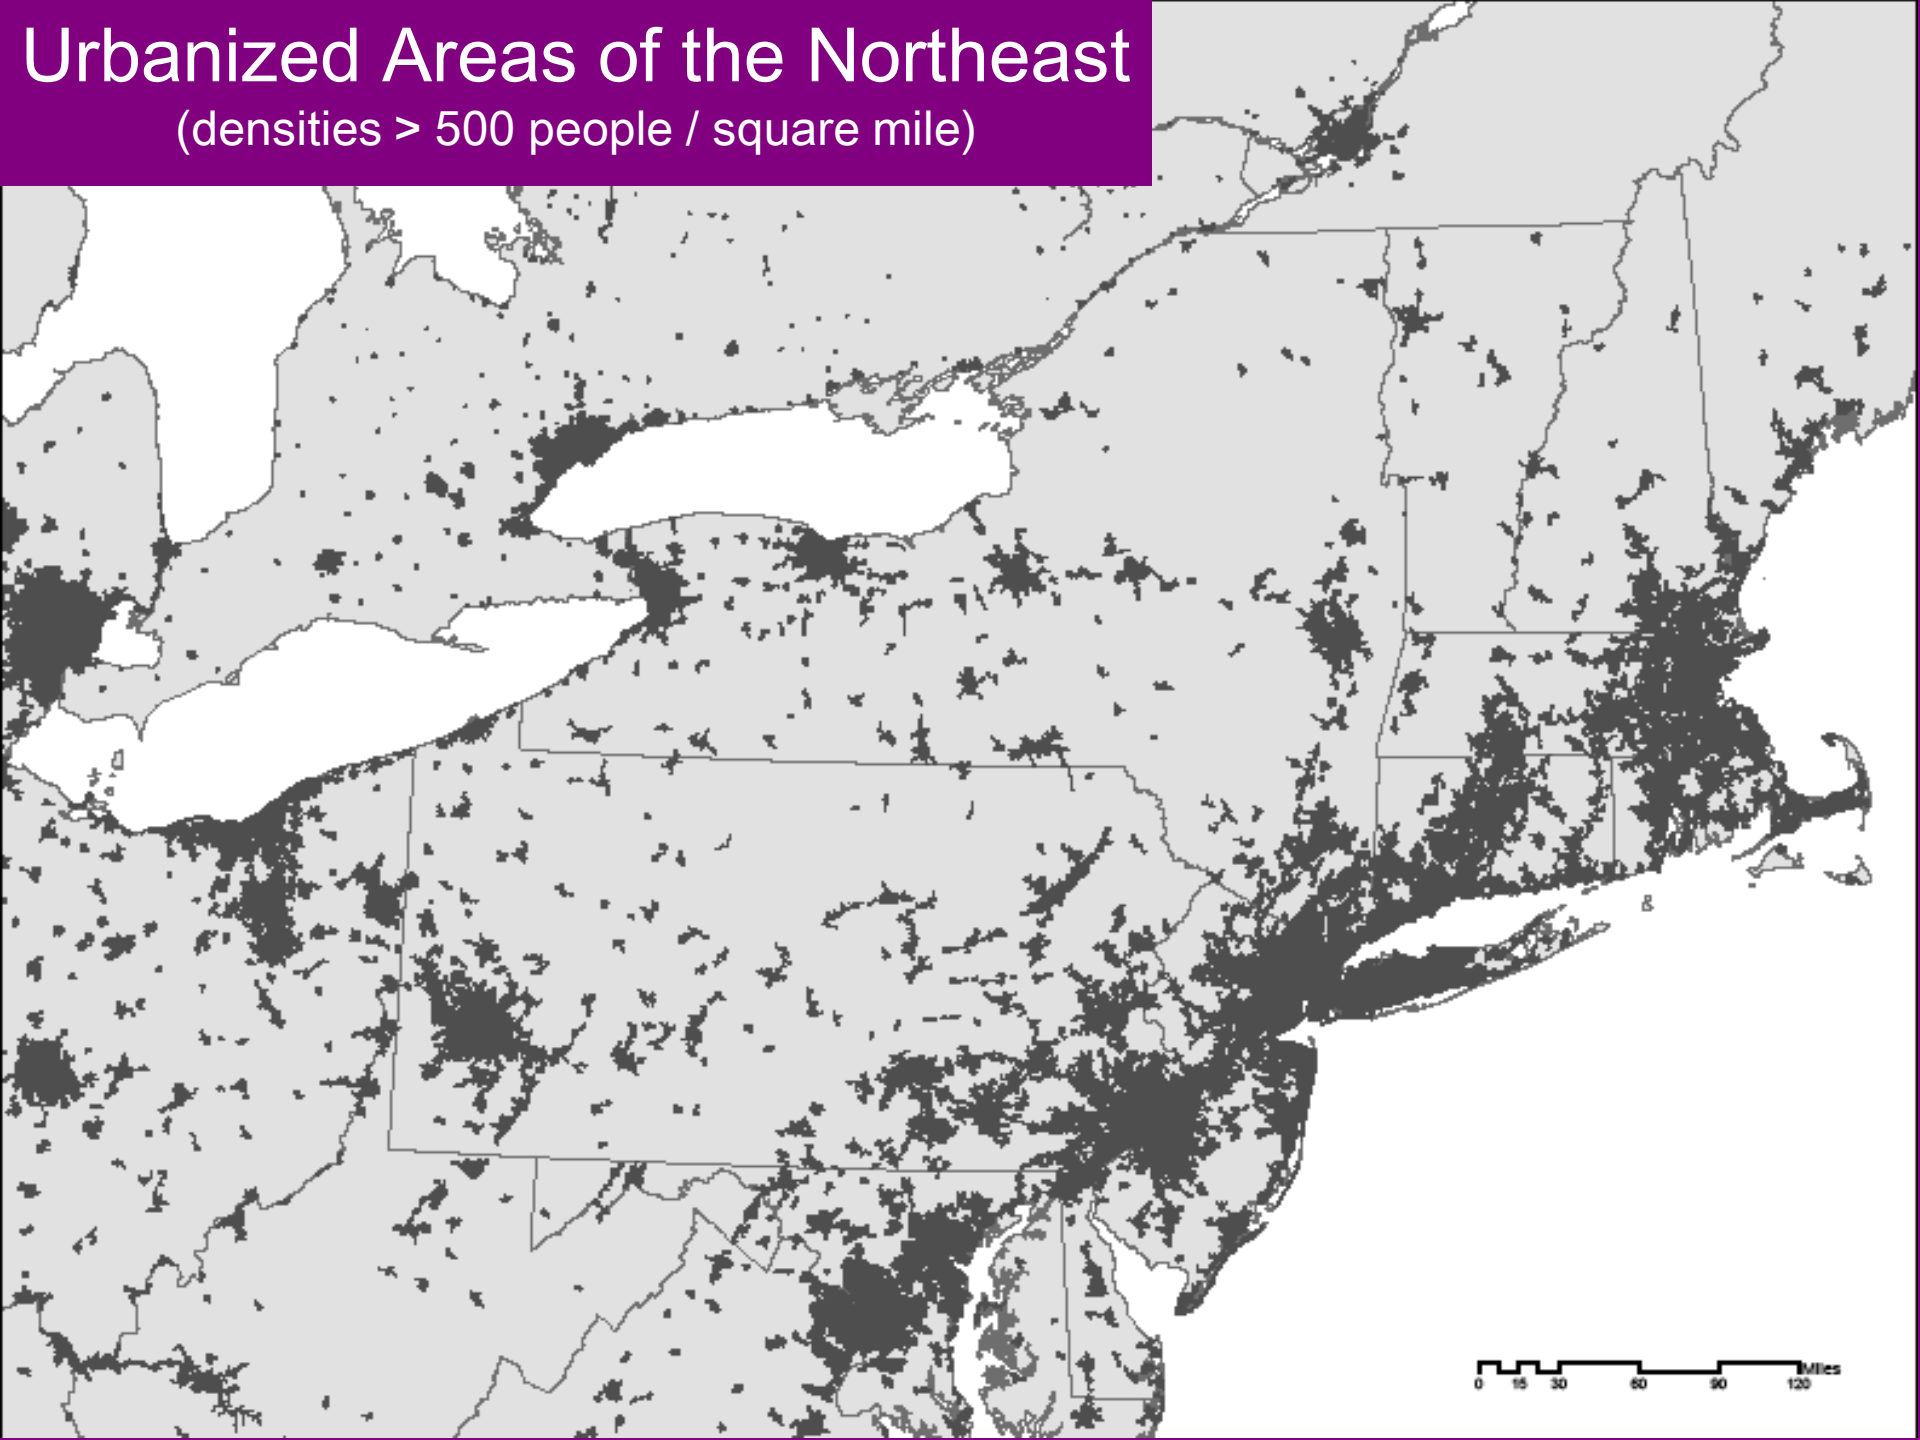 Urbanized Areas of the Northeast
(densities > 500 people / square mile)
Miles
0 15 30 60 90 120